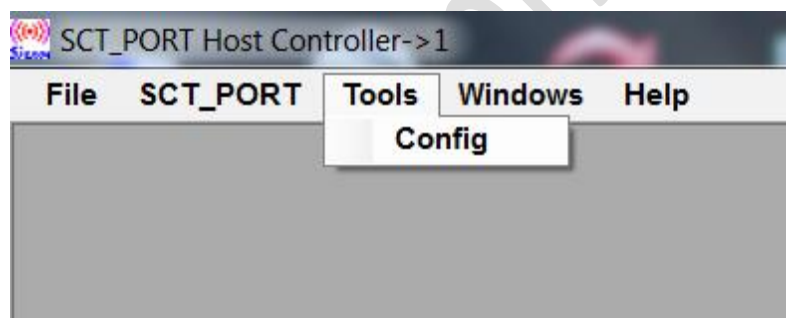 SCT_PORT Host Controller->1
File SCT_PORT Tools Windows Help
Config